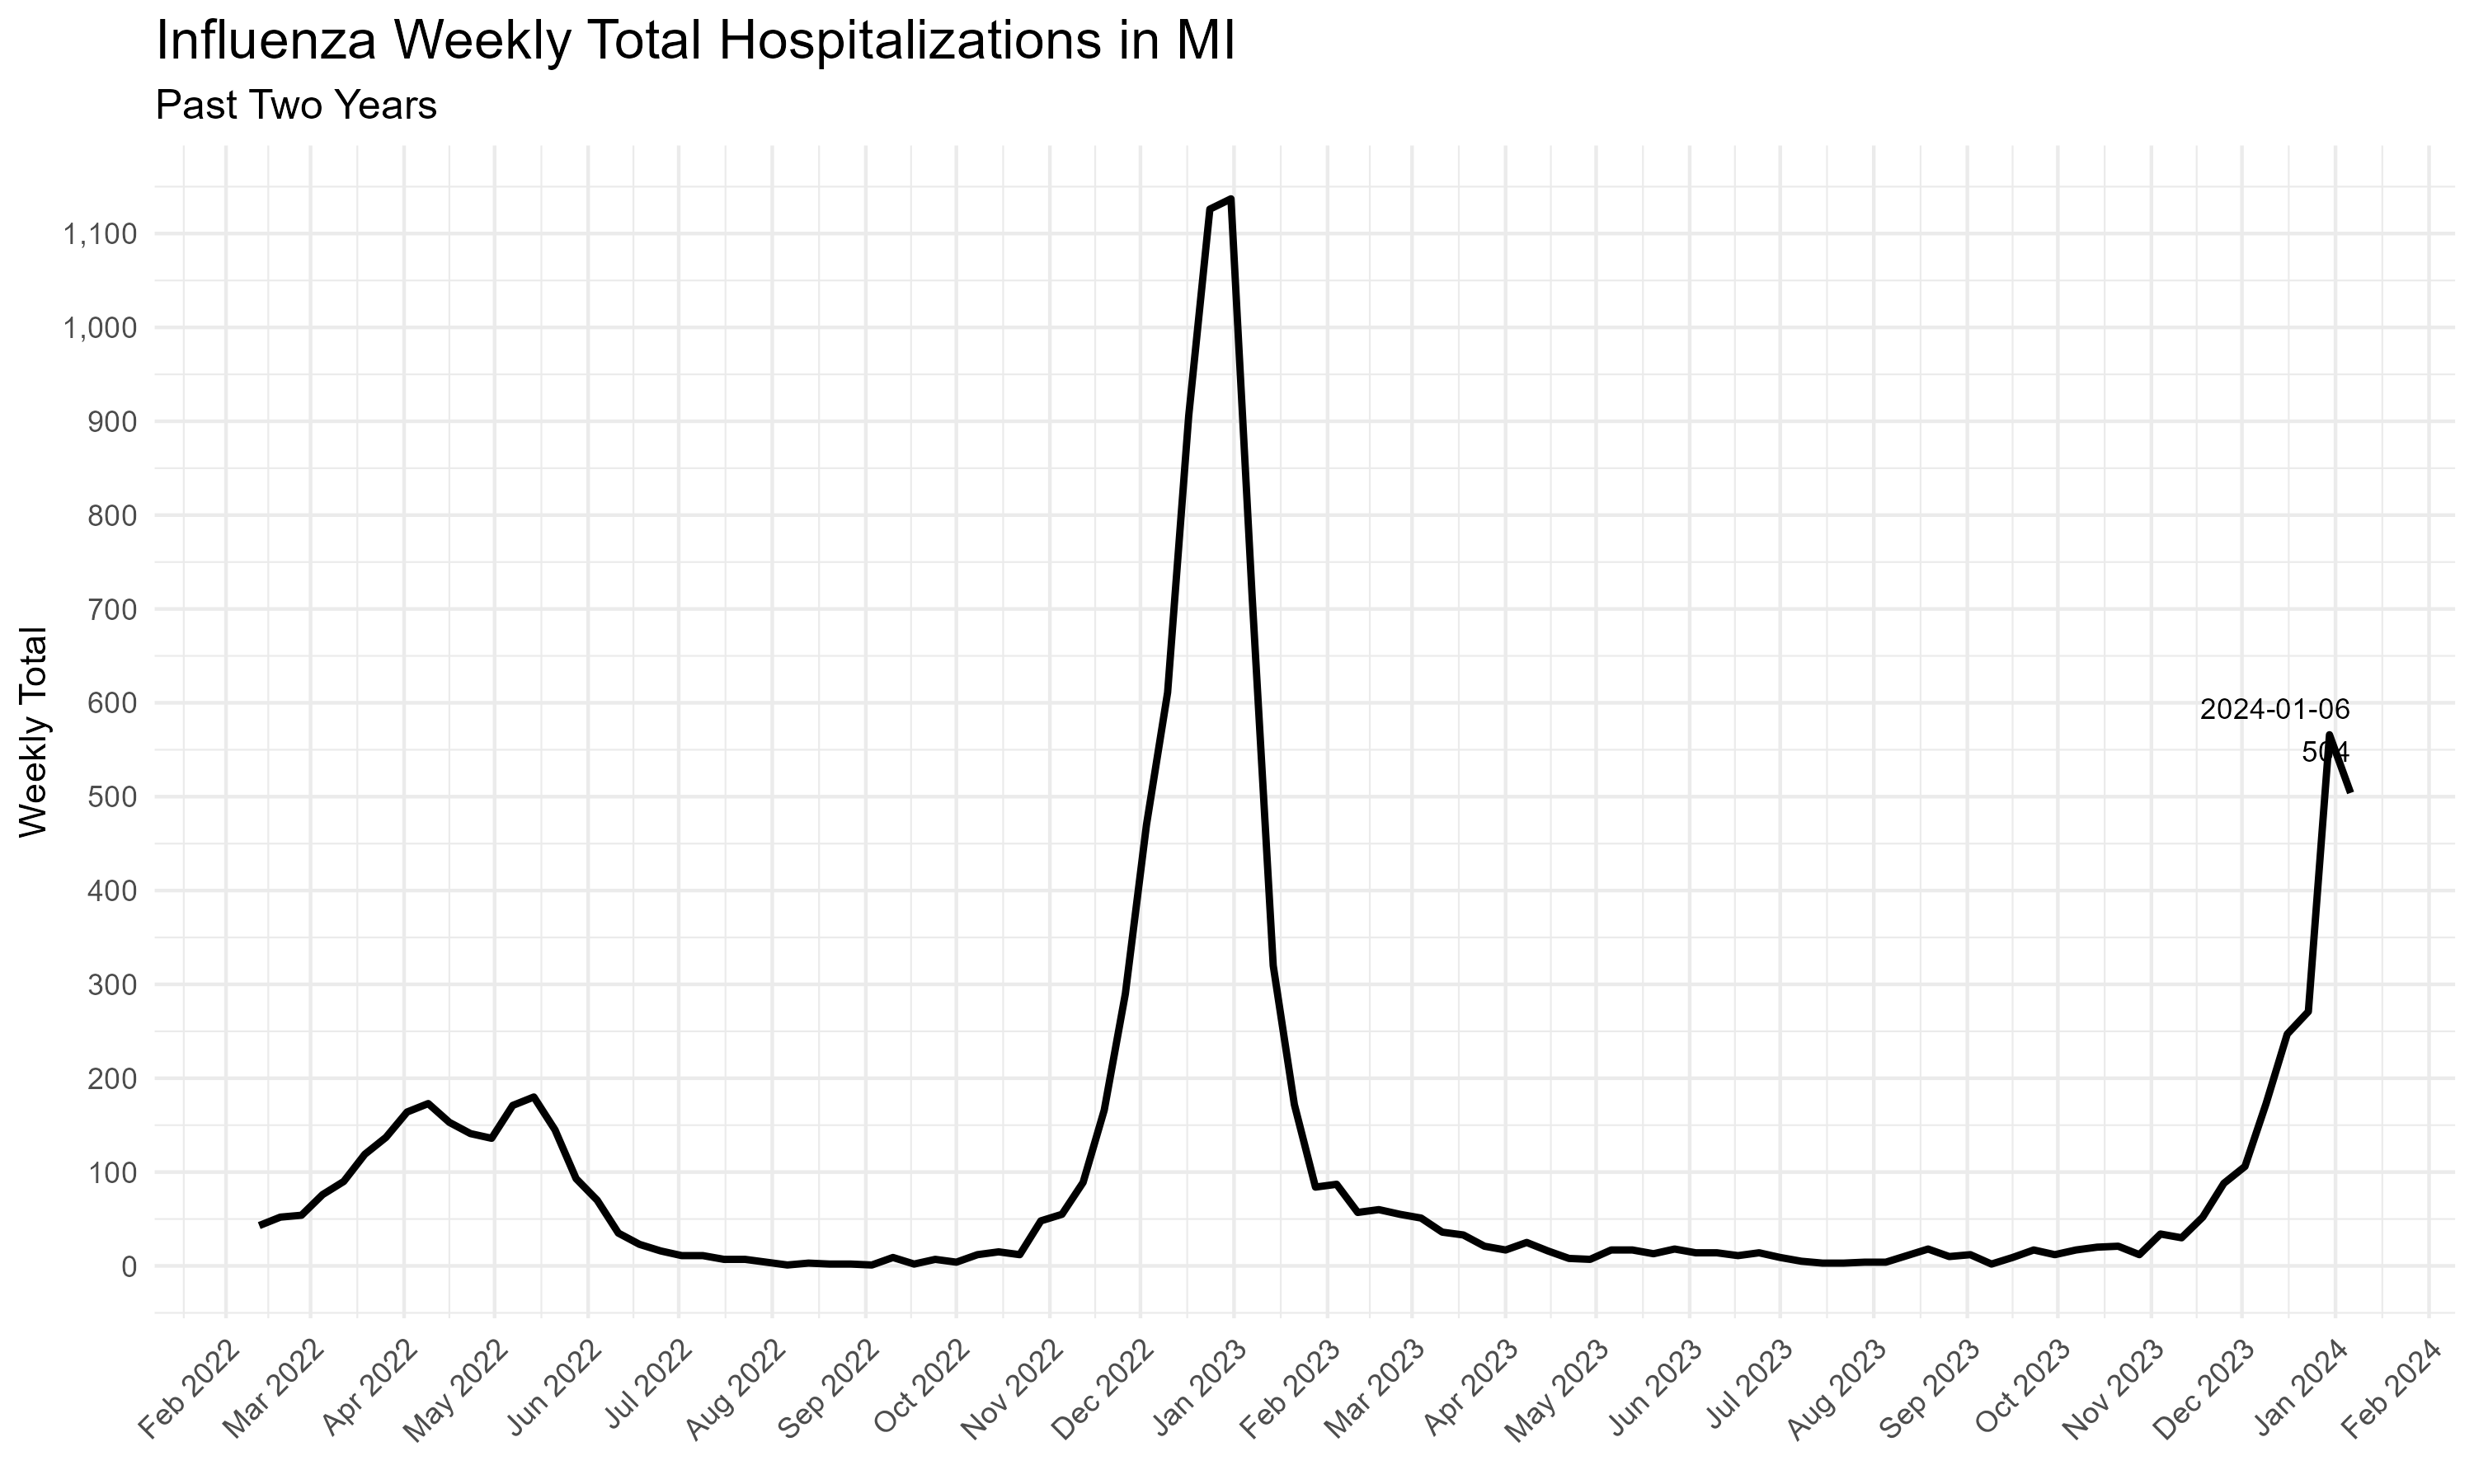 Influenza Weekly Total Hospitalizations in MI
Past Two Years
Weekly Total
1,100
1,000
900
800
700
600
500
400
300
200
100
0
2024-01-06
504
Feb 2022
Mar 2022
Apr 2022
May 2022
Jun 2022
Jul 2022
Aug 2022
Sep 2022
Oct 2022
Nov 2022
Dec 2022
Jan 2023
Feb 2023
Mar 2023
Apr 2023
May 2023
Jun 2023
Jul 2023
Aug 2023
Sep 2023
Oct 2023
Nov 2023
Dec 2023
Jan 2024
Feb 2024